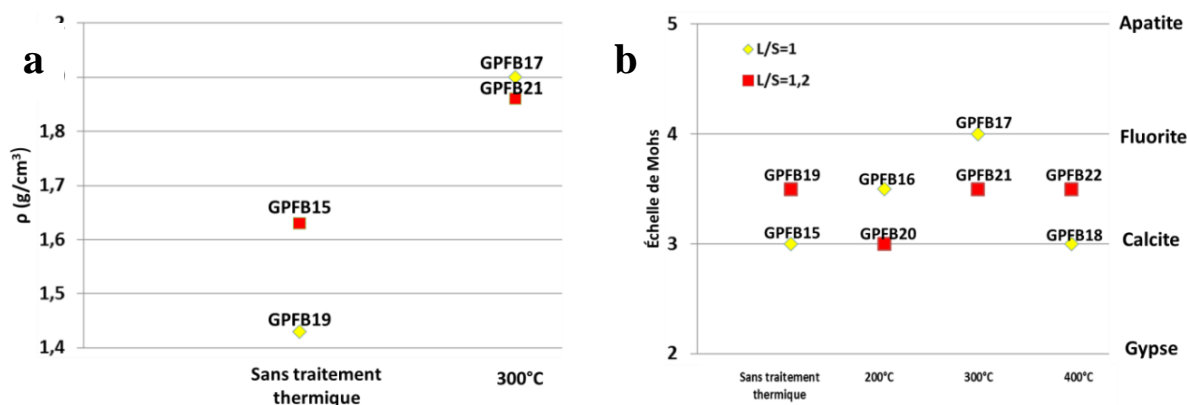 a
2
1,8
1,7
1,6
1,5
1,4
ρ (g/cm³)
GPFB17
GPFB21
GPFB15
GPFB19
Sans traitement
thermique
300°C
b
5
4
3
2
Échelle de Mohs
L/S=1
L/S=1,2
GPFB17
GPFB19
GPFB16
GPFB21
GPFB22
GPFB15
GPFB20
GPFB18
Sans traitement
thermique
200°C
300°C
400°C
Apatite
Fluorite
Calcite
Gypse